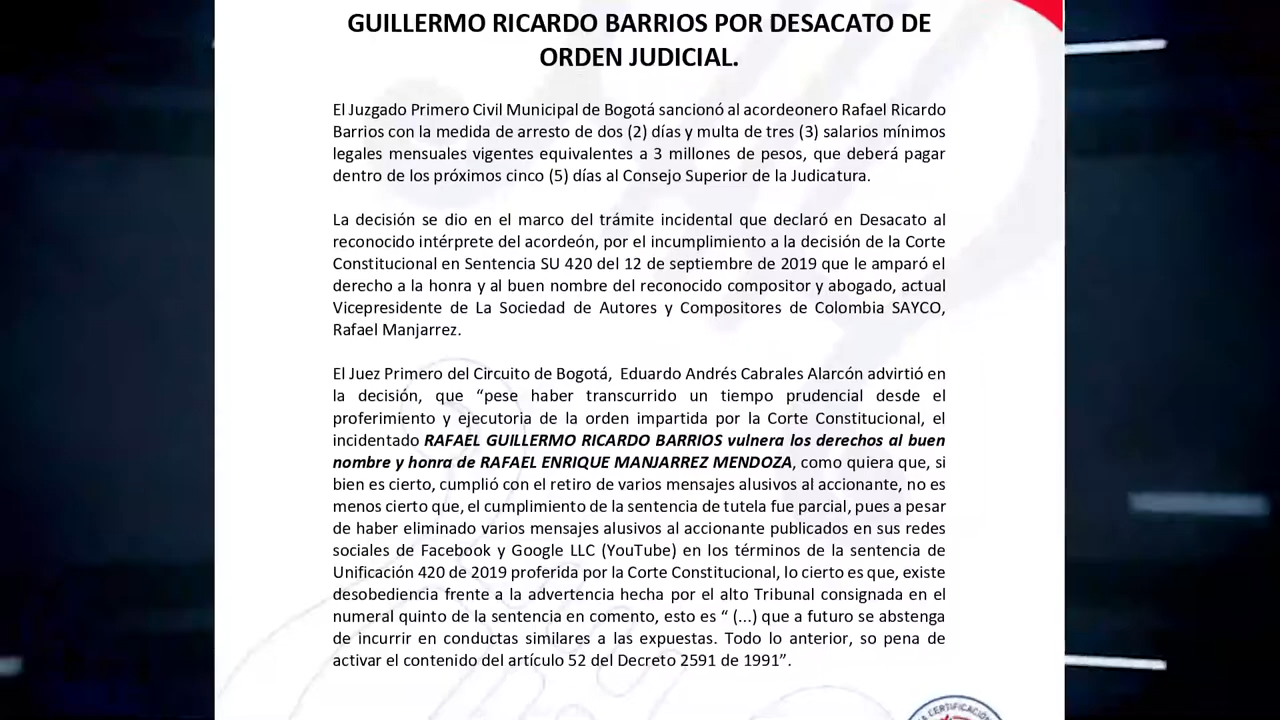 GUILLERMO RICARDO BARRIOS POR DESACATO DE
ORDEN JUDICIAL.
El Juzgado Primero Civil Municipal de Bogotá sancionó al acordeonero Rafael Ricardo
Barrios con la medida de arresto de dos (2) días y multa de tres (3) salarios mínimos
legales mensuales vigentes equivalentes a 3 millones de pesos, que deberá pagar
dentro de los próximos cinco (5) días al Consejo Superior de la Judicatura.
La decisión se dio en el marco del trámite incidental que declaró en Desacato al
reconocido intérprete del acordeón, por el incumplimiento a la decisión de la Corte
Constitucional en Sentencia SU 420 del 12 de septiembre de 2019 que le amparó el
derecho a la honra y al buen nombre del reconocido compositor y abogado, actual
Vicepresidente de La Sociedad de Autores y Compositores de Colombia SAYCO,
Rafael Manjarrez.
El Juez Primero del Circuito de Bogotá, Eduardo Andrés Cabrales Alarcón advirtió en
la decisión, que “pese haber transcurrido un tiempo prudencial desde el
proferimiento y ejecutoria de la orden impartida por la Corte Constitucional, el
incidentado RAFAEL GUILLERMO RICARDO BARRIOS vulnera los derechos al buen
nombre y honra de RAFAEL ENRIQUE MANJARREZ MENDOZA, como quiera que, si
bien es cierto, cumplió con el retiro de varios mensajes alusivos al accionante, no es
menos cierto que, el cumplimiento de la sentencia de tutela fue parcial, pues a pesar
de haber eliminado varios mensajes alusivos al accionante publicados en sus redes
sociales de Facebook y Google LLC (YouTube) en los términos de la sentencia de
Unificación 420 de 2019 proferida por la Corte Constitucional, lo cierto es que, existe
desobediencia frente a la advertencia hecha por el alto Tribunal consignada en el
numeral quinto de la sentencia en comento, esto es “ (...) que a futuro se abstenga
de incurrir en conductas similares a las expuestas. Todo lo anterior, so pena de
activar el contenido del artículo 52 del Decreto 2591 de 1991”.
CERTIFICACIÓN